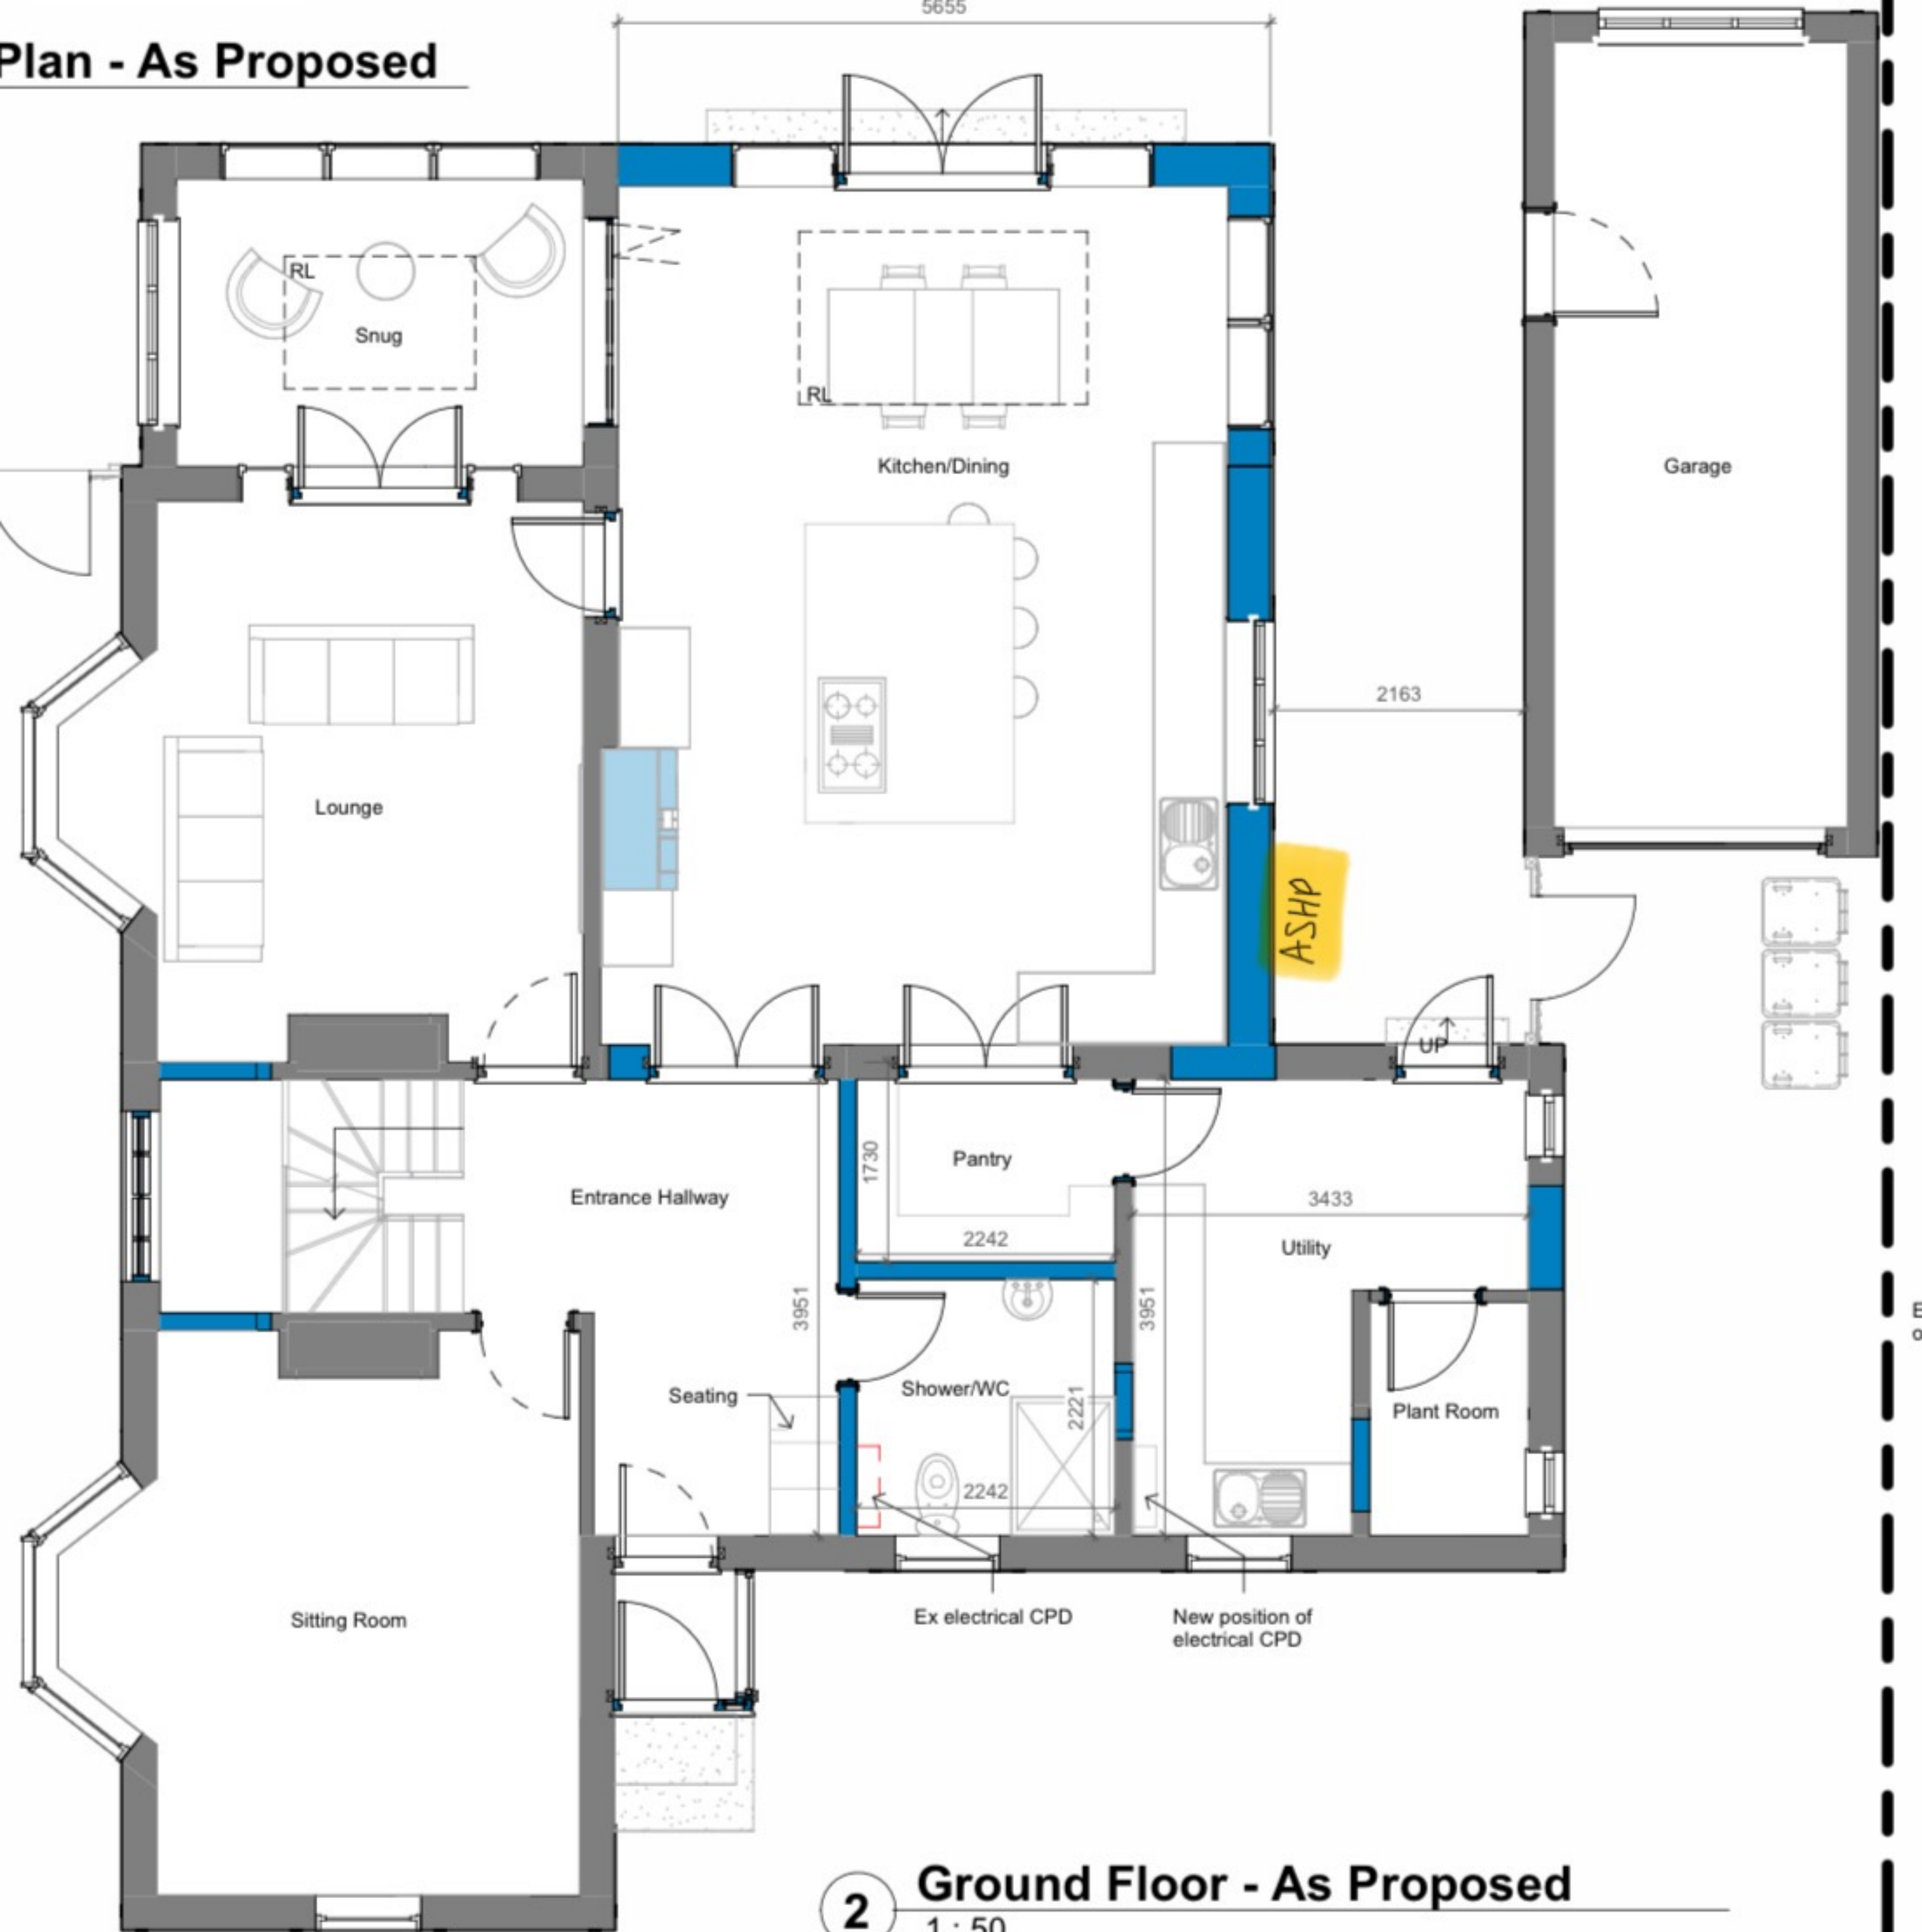 5655
Plan - As Proposed
RL
Snug
RL
Kitchen/Dining
Garage
2163
Lounge
ASHP
UP
1730
Pantry
Entrance Hallway
3433
2242
Utility
3951
3951
Seating
Shower/WC
2221
Plant Room
2242
Ex electrical CPD
New position of
electrical CPD
Sitting Room
2
Ground Floor - As Proposed
1 : 50